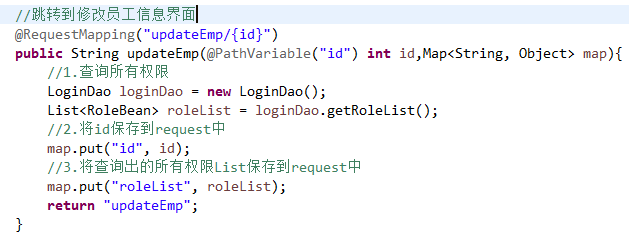 //跳转到修改员工信息界面
@RequestMapping("updateEmp/{id}")
public String updateEmp(@PathVariable("id") int id,Map<String, Object> map){
//1.查询所有权限
LoginDao loginDao = new LoginDao();
List<RoleBean> roleList = loginDao.getRoleList();
//2.将id保存到request中
map.put("id", id);
//3.将查询出的所有权限List保存到request中
map.put("roleList", roleList);
return "updateEmp";
}